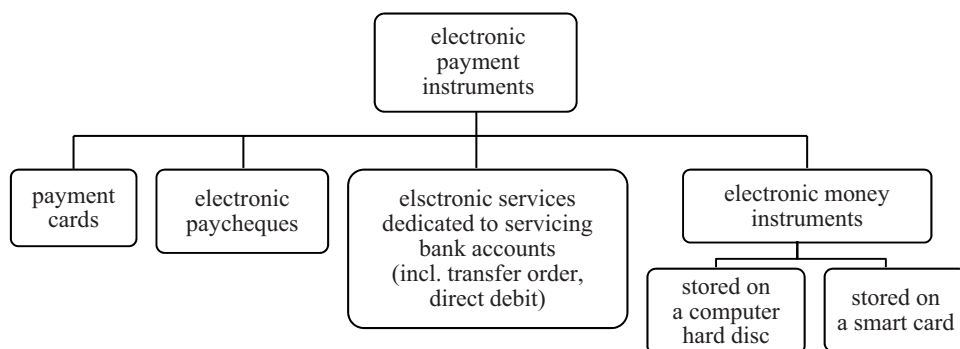 electronic
payment
instruments
payment
cards
electronic
paycheques
elsctronic services
dedicated to servicing
bank accounts
(incl. transfer order,
direct debit)
electronic money
instruments
stored on
a computer
hard disc
stored on
a smart card